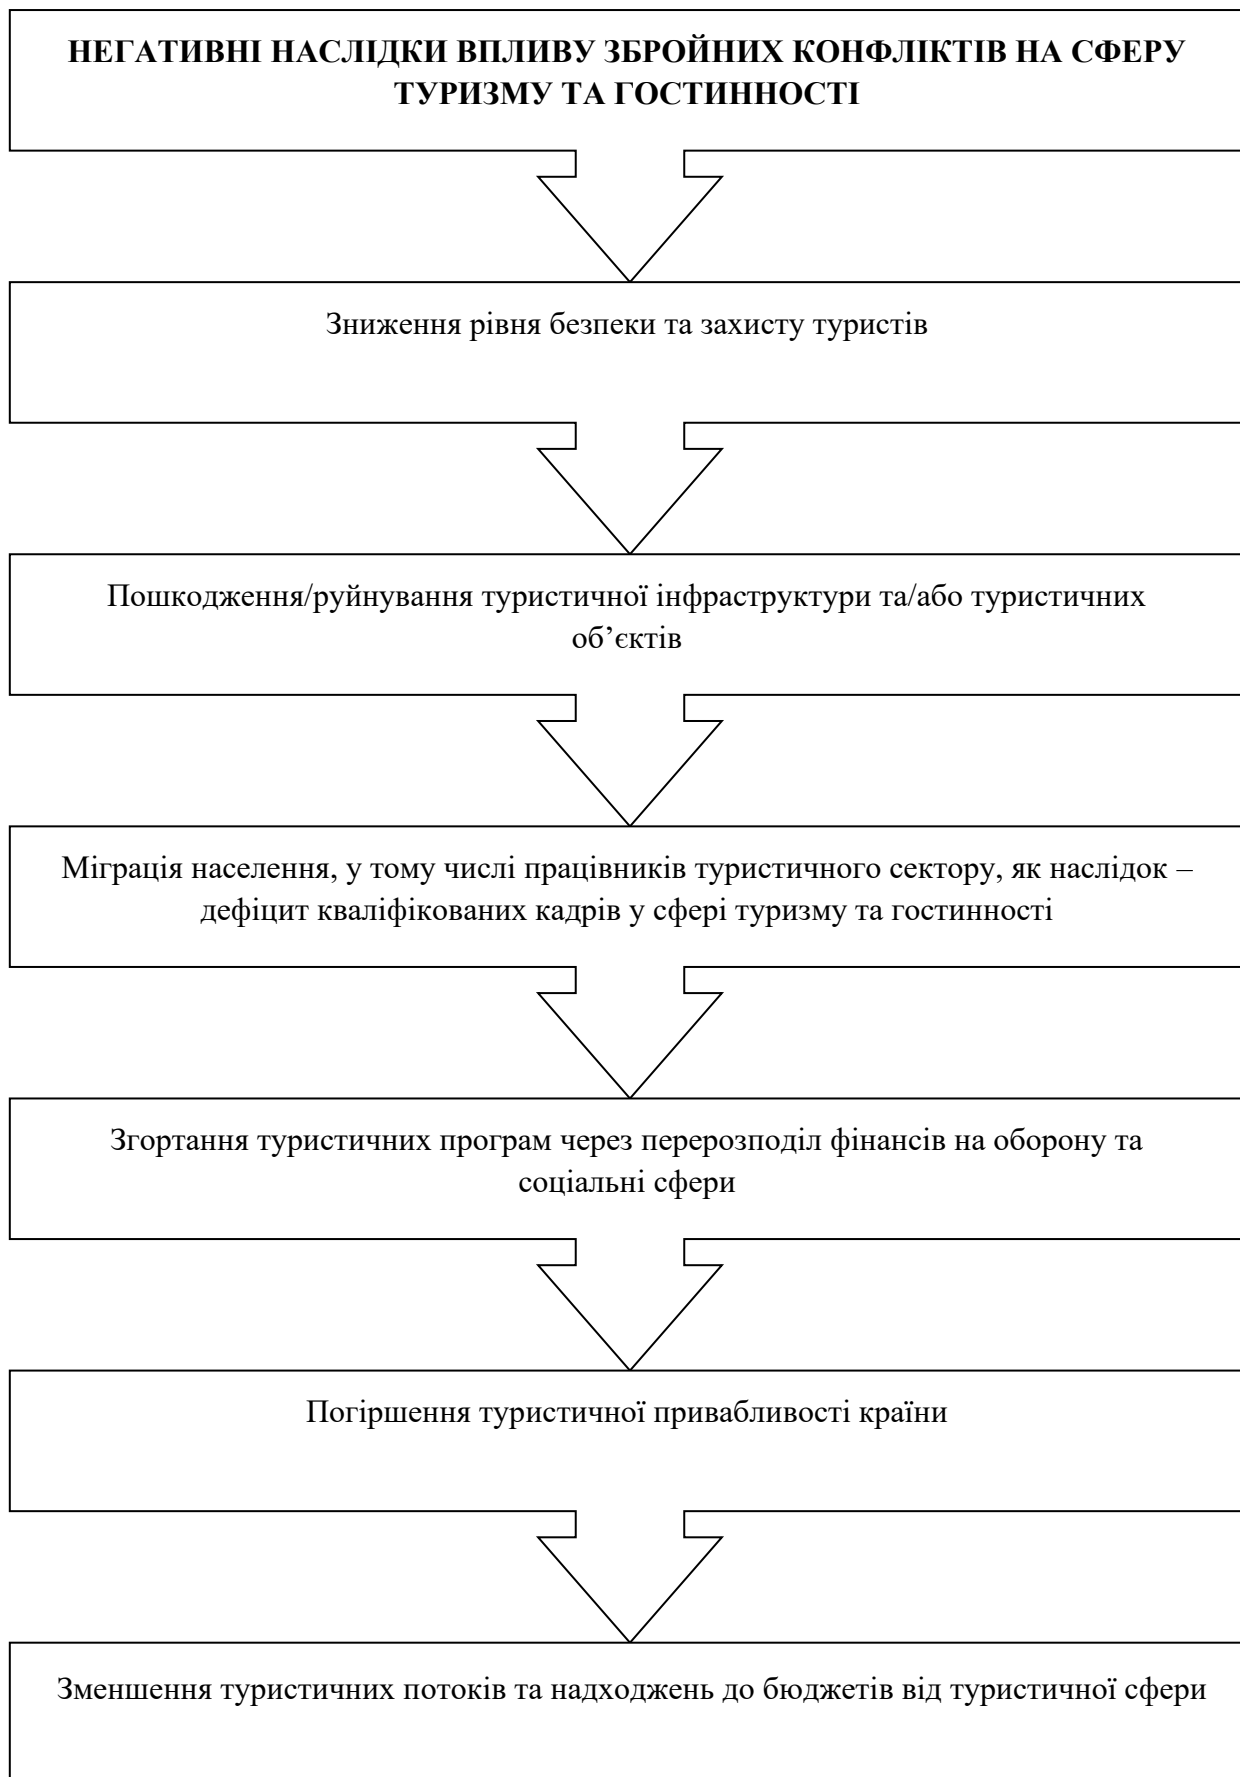 НЕГАТИВНІ НАСЛІДКИ ВПЛИВУ ЗБРОЙНИХ КОНФЛІКТІВ НА СФЕРУ
ТУРИЗМУ ТА ГОСТИННОСТІ
Зниження рівня безпеки та захисту туристів
Пошкодження/руйнування туристичної інфраструктури та/або туристичних
об’єктів
Міграція населення, у тому числі працівників туристичного сектору, як наслідок –
дефіцит кваліфікованих кадрів у сфері туризму та гостинності
Згортання туристичних програм через перерозподіл фінансів на оборону та
соціальні сфери
Погіршення туристичної привабливості країни
Зменшення туристичних потоків та надходжень до бюджетів від туристичної сфери